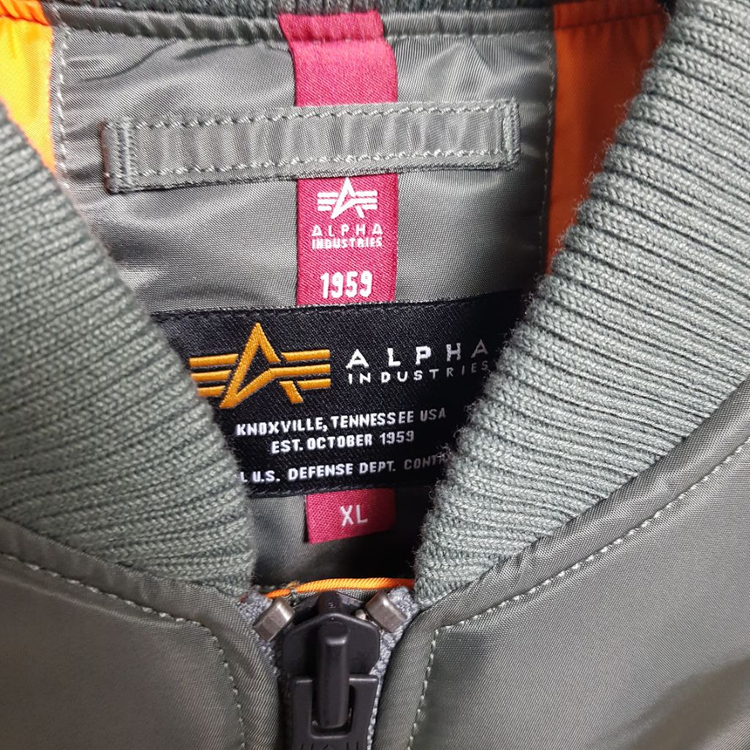 ALPHA
INDUSTRIES
1959
ALPHA
INDUSTRIES
KNOXVILLE, TENNESSEE USA
EST. OCTOBER 1959
U.S. DEFENSE DEPT.
XL